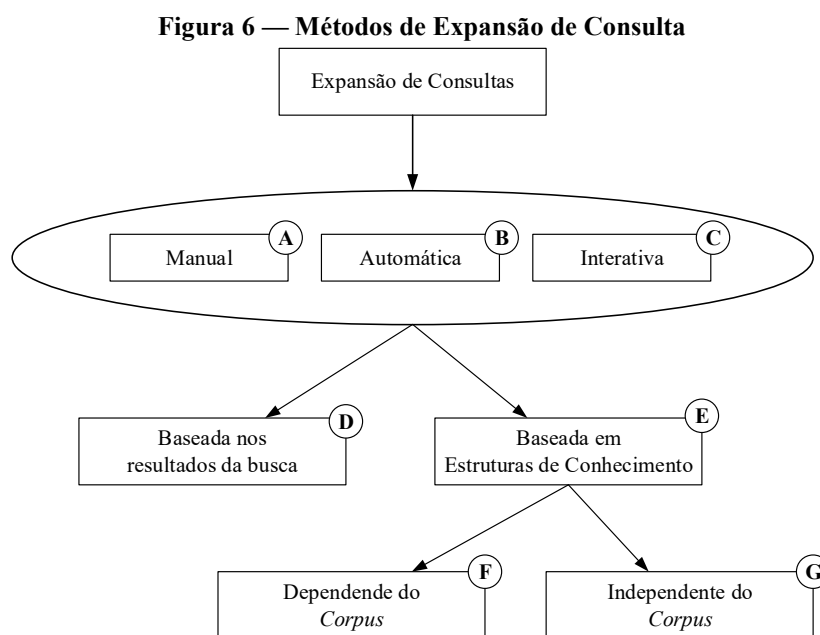 Figura 6 — Métodos de Expansão de Consulta
Expansão de Consultas
A
B
C
Manual
Automática
Interativa
D
E
Baseada nos
resultados da busca
Baseada em
Estruturas de Conhecimento
F
G
Dependende do
Corpus
Independente do
Corpus